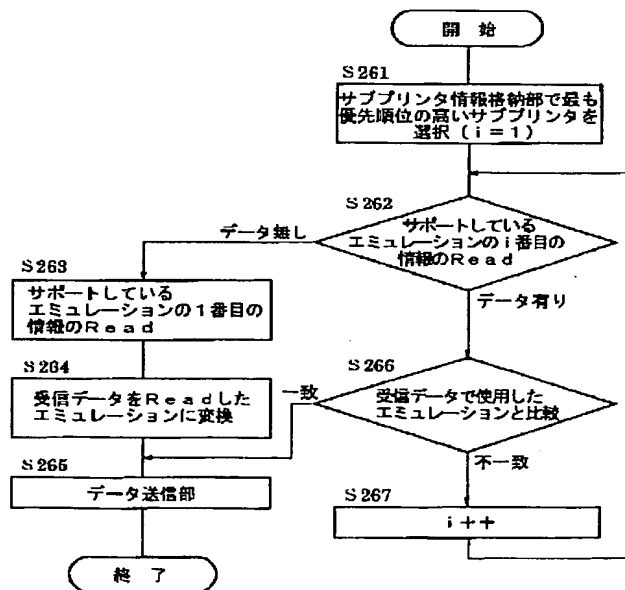 開 始
S261
サブプリンタ情報格納部で最も
優先順位の高いサブプリンタを
選択（i＝1）
S262
サポートしている
エミュレーションのi番目の
情報のRead
データ無し
データ有り
S263
サポートしている
エミュレーションの1番目の
情報のRead
S264
受信データをReadした
エミュレーションに変換
S266
受信データで使用した
エミュレーションと比較
一致
不一致
S265
データ送信部
S267
i++
終 了